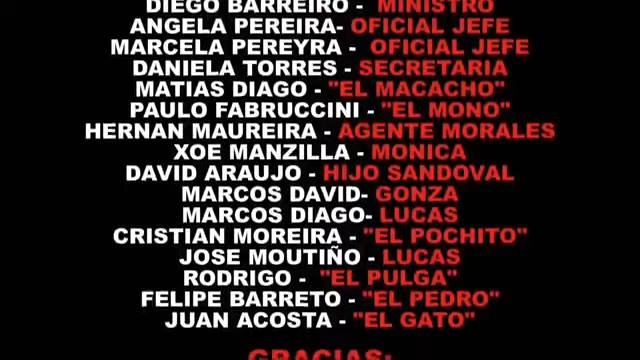 DIEGO BARREIRO- MINISTRO
ANGELA PEREIRA- OFICIAL JEFE
MARCELA PEREYRA - OFICIAL JEFE
DANIELA TORRES - SECRETARIA
MATIAS DIAGO - "EL MACACHO"
PAULO FABRUCCINI - "EL MONO"
HERNAN MAUREIRA - AGENTE MORALES
XOE MANZILLA - MONICA
DAVID ARAUJO - HIJO SANDOVAL
MARCOS DAVID- GONZA
MARCOS DIAGO- LUCAS
CRISTIAN MOREIRA - "EL POCHITO"
JOSE MOUTIÑO - LUCAS
RODRIGO - "EL PULGA"
FELIPE BARRETO - "EL PEDRO"
JUAN ACOSTA - "EL GATO"
GRACIAS: